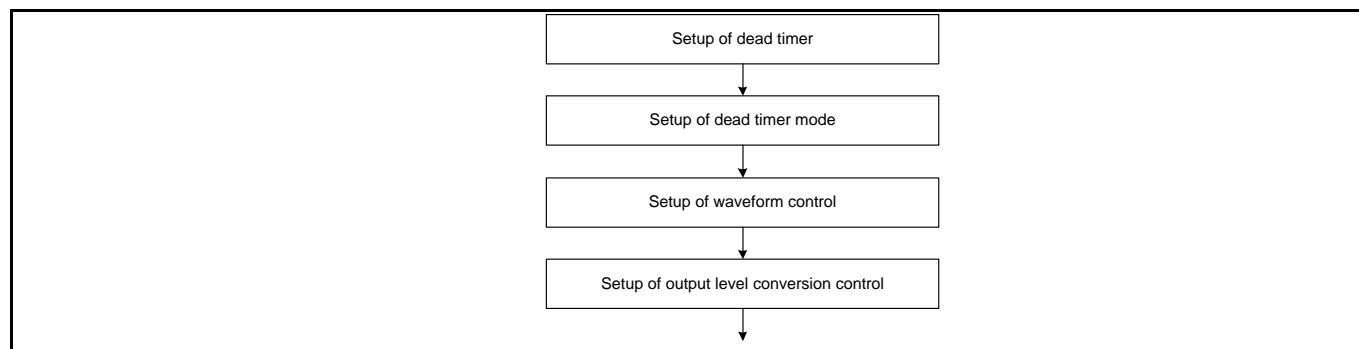 Setup of dead timer
Setup of dead timer mode
Setup of waveform control
Setup of output level conversion control